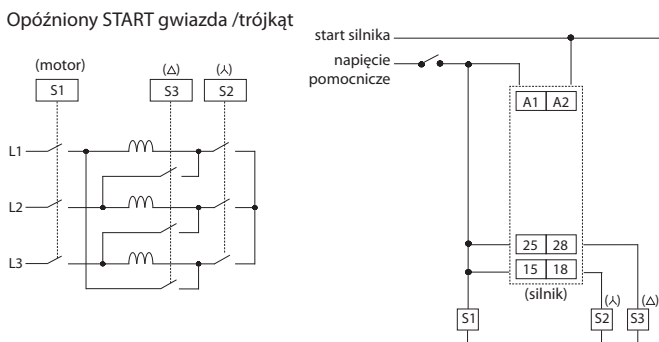 Opóźniony START gwiazda /trójkąt
(motor)
(△)
(⅄)
S1
S3
S2
L1
L2
L3
start silnika
napięcie
pomocnicze
A1 A2
25 28
15 18
(silnik)
(⅄)
(△)
S1
S2
S3